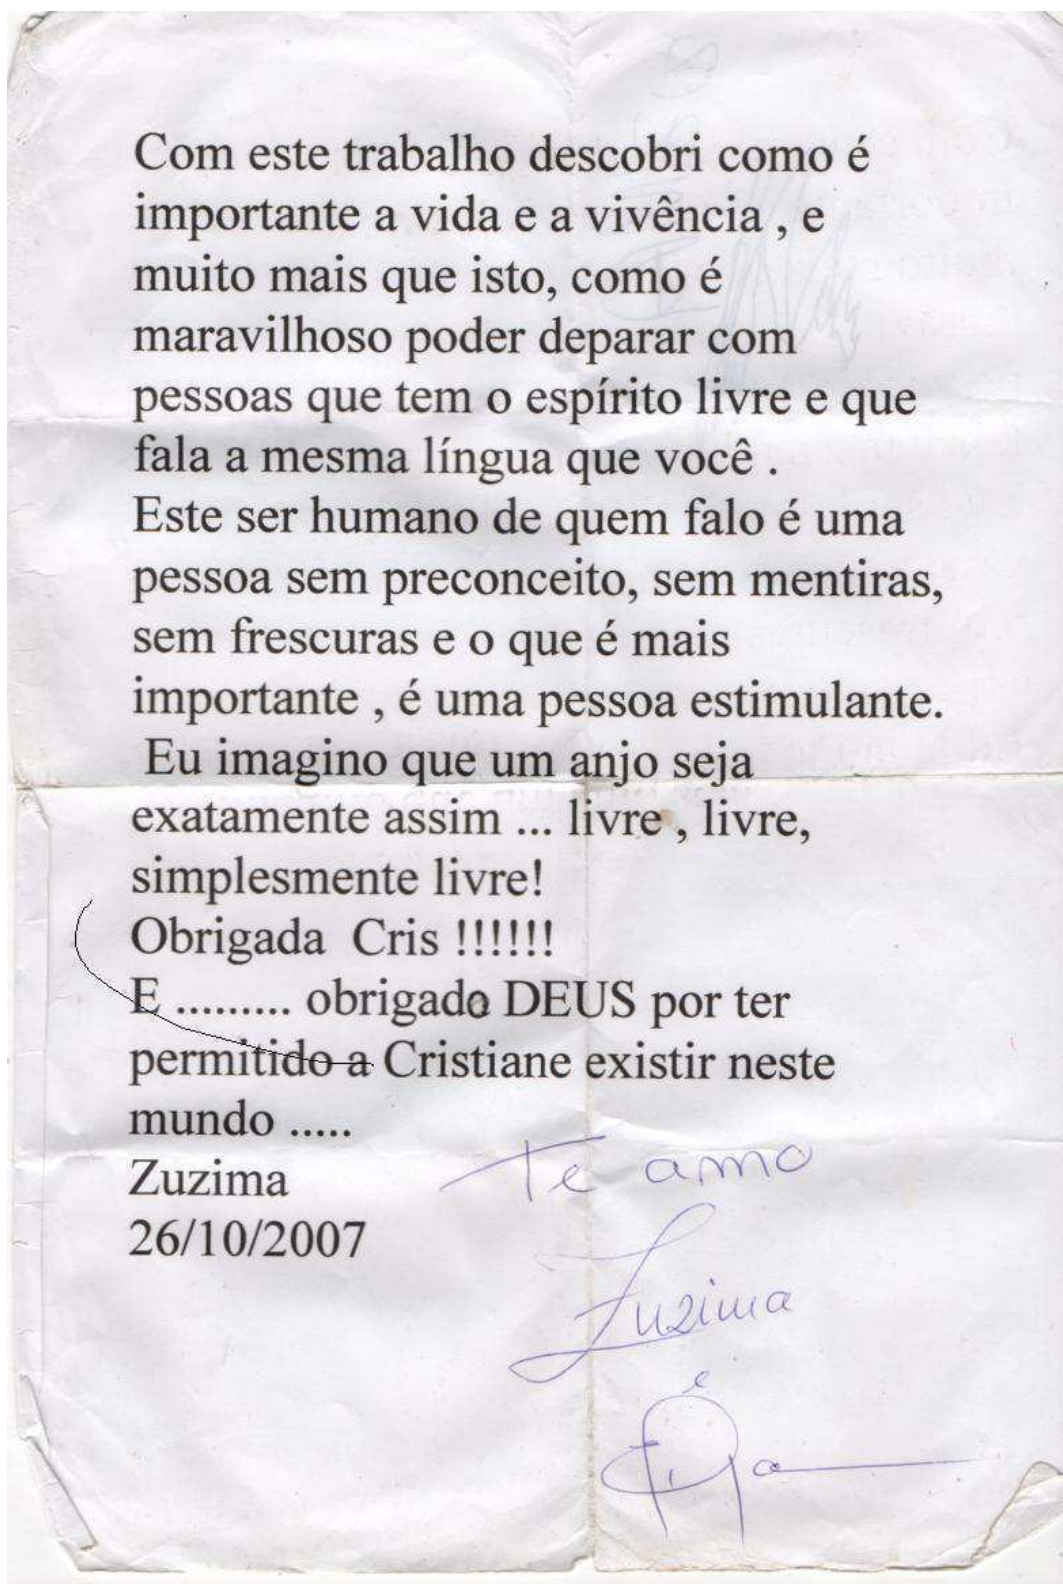 Com este trabalho descobri como é
importante a vida e a vivência , e
muito mais que isto, como é
maravilhoso poder deparar com
pessoas que tem o espírito livre e que
fala a mesma língua que você .
Este ser humano de quem falo é uma
pessoa sem preconceito, sem mentiras,
sem frescuras e o que é mais
importante , é uma pessoa estimulante.
Eu imagino que um anjo seja
exatamente assim ... livre , livre,
simplesmente livre!
Obrigada Cris !!!!!!
E ......... obrigado DEUS por ter
permitido a Cristiane existir neste
mundo .....
Zuzima
26/10/2007
Te amo
Zuzima
e